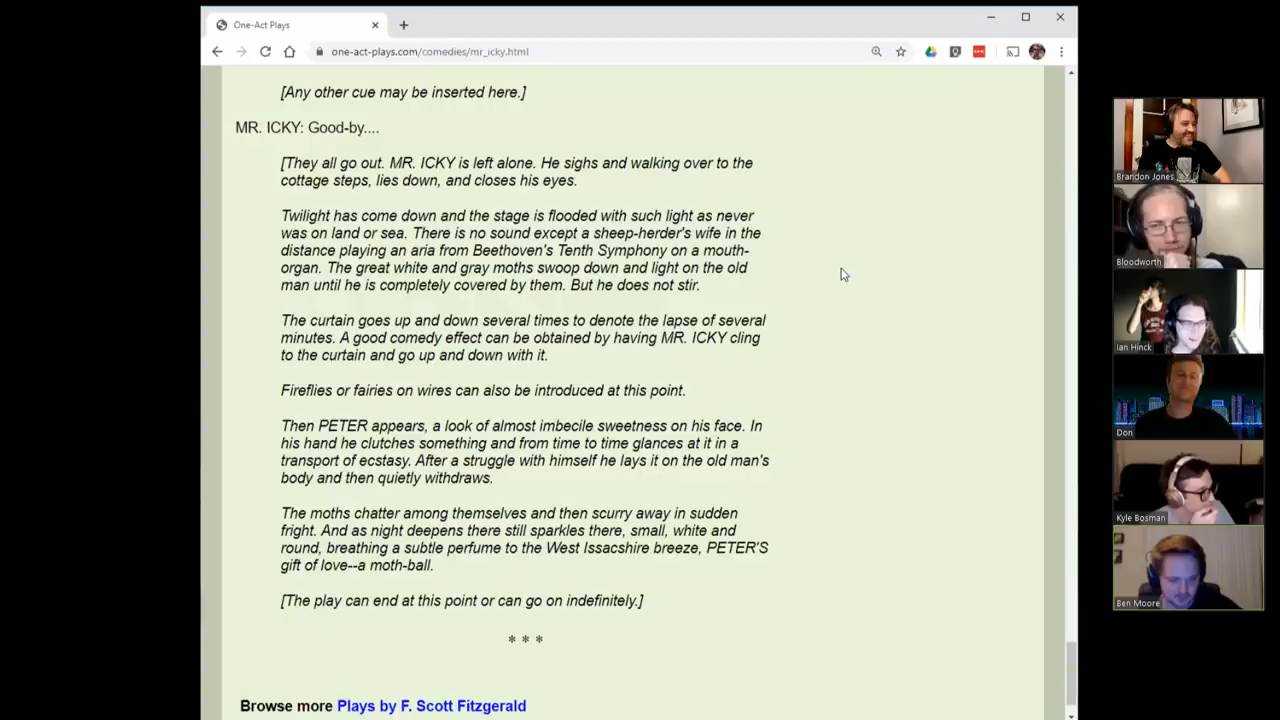 One-Act Plays
one-act-plays.com/comedies/mr_icky.html
[Any other cue may be inserted here.]
MR. ICKY: Good-by....
[They all go out. MR. ICKY is left alone. He sighs and walking over to the
cottage steps, lies down, and closes his eyes.
Twilight has come down and the stage is flooded with such light as never
was on land or sea. There is no sound except a sheep-herder's wife in the
distance playing an aria from Beethoven's Tenth Symphony on a mouth-
organ. The great white and gray moths swoop down and light on the old
man until he is completely covered by them. But he does not stir.
The curtain goes up and down several times to denote the lapse of several
minutes. A good comedy effect can be obtained by having MR. ICKY cling
to the curtain and go up and down with it.
Fireflies or fairies on wires can also be introduced at this point.
Then PETER appears, a look of almost imbecile sweetness on his face. In
his hand he clutches something and from time to time glances at it in a
transport of ecstasy. After a struggle with himself he lays it on the old man's
body and then quietly withdraws.
The moths chatter among themselves and then scurry away in sudden
fright. And as night deepens there still sparkles there, small, white and
round, breathing a subtle perfume to the West Issacshire breeze, PETER'S
gift of love--a moth-ball.
[The play can end at this point or can go on indefinitely.]
* * *
Browse more Plays by F. Scott Fitzgerald
Brandon Jones
Bloodworth
Ian Hinck
Don
Kyle Bosman
Ben Moore